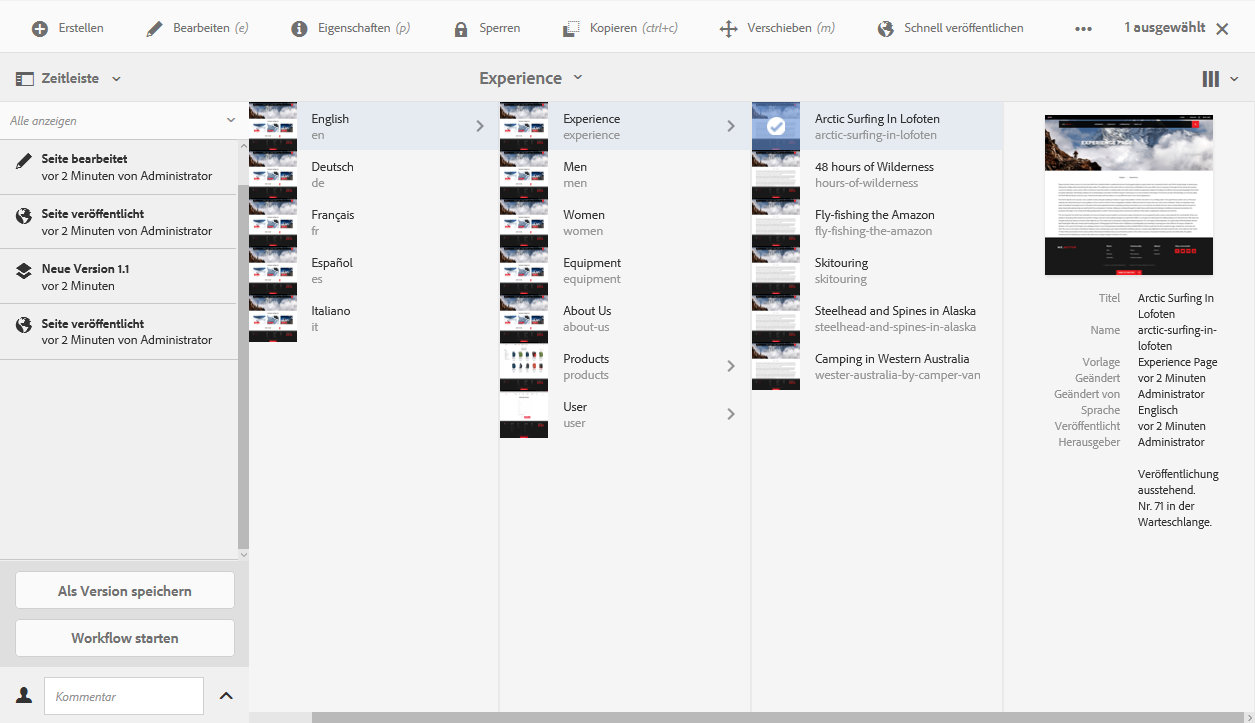 Erstellen
Bearbeiten (e)
Eigenschaften (p)
Sperren
Kopieren (ctrl+c)
Verschieben (m)
Schnell veröffentlichen
1 ausgewählt
Zeitleiste
Experience
Alle anzeigen
Seite bearbeitet
vor 2 Minuten von Administrator
Seite veröffentlicht
vor 2 Minuten von Administrator
Neue Version 1.1
vor 2 Minuten
Seite veröffentlicht
vor 2 Minuten von Administrator
Als Version speichern
Workflow starten
Kommentar
English
en
Deutsch
de
Français
fr
Español
es
Italiano
it
Experience
experience
Men
men
Women
women
Equipment
equipment
About Us
about-us
Products
products
User
user
Arctic Surfing In Lofoten
arctic-surfing-in-lofoten
48 hours of Wilderness
hours-of-wilderness
Fly-fishing the Amazon
fly-fishing-the-amazon
Skitouring
skitouring
Steelhead and Spines in Alaska
steelhead-and-spines-in-alaska
Camping in Western Australia
wester-australia-by-camper-van
EXPERIENCE PAGE
Titel Arctic Surfing In
Lofoten
Name arctic-surfing-in-
lofoten
Vorlage Experience Page
Geändert vor 2 Minuten
Geändert von Administrator
Sprache Englisch
Veröffentlicht vor 2 Minuten
Herausgeber Administrator
Veröffentlichung
ausstehend.
Nr. 71 in der
Warteschlange.